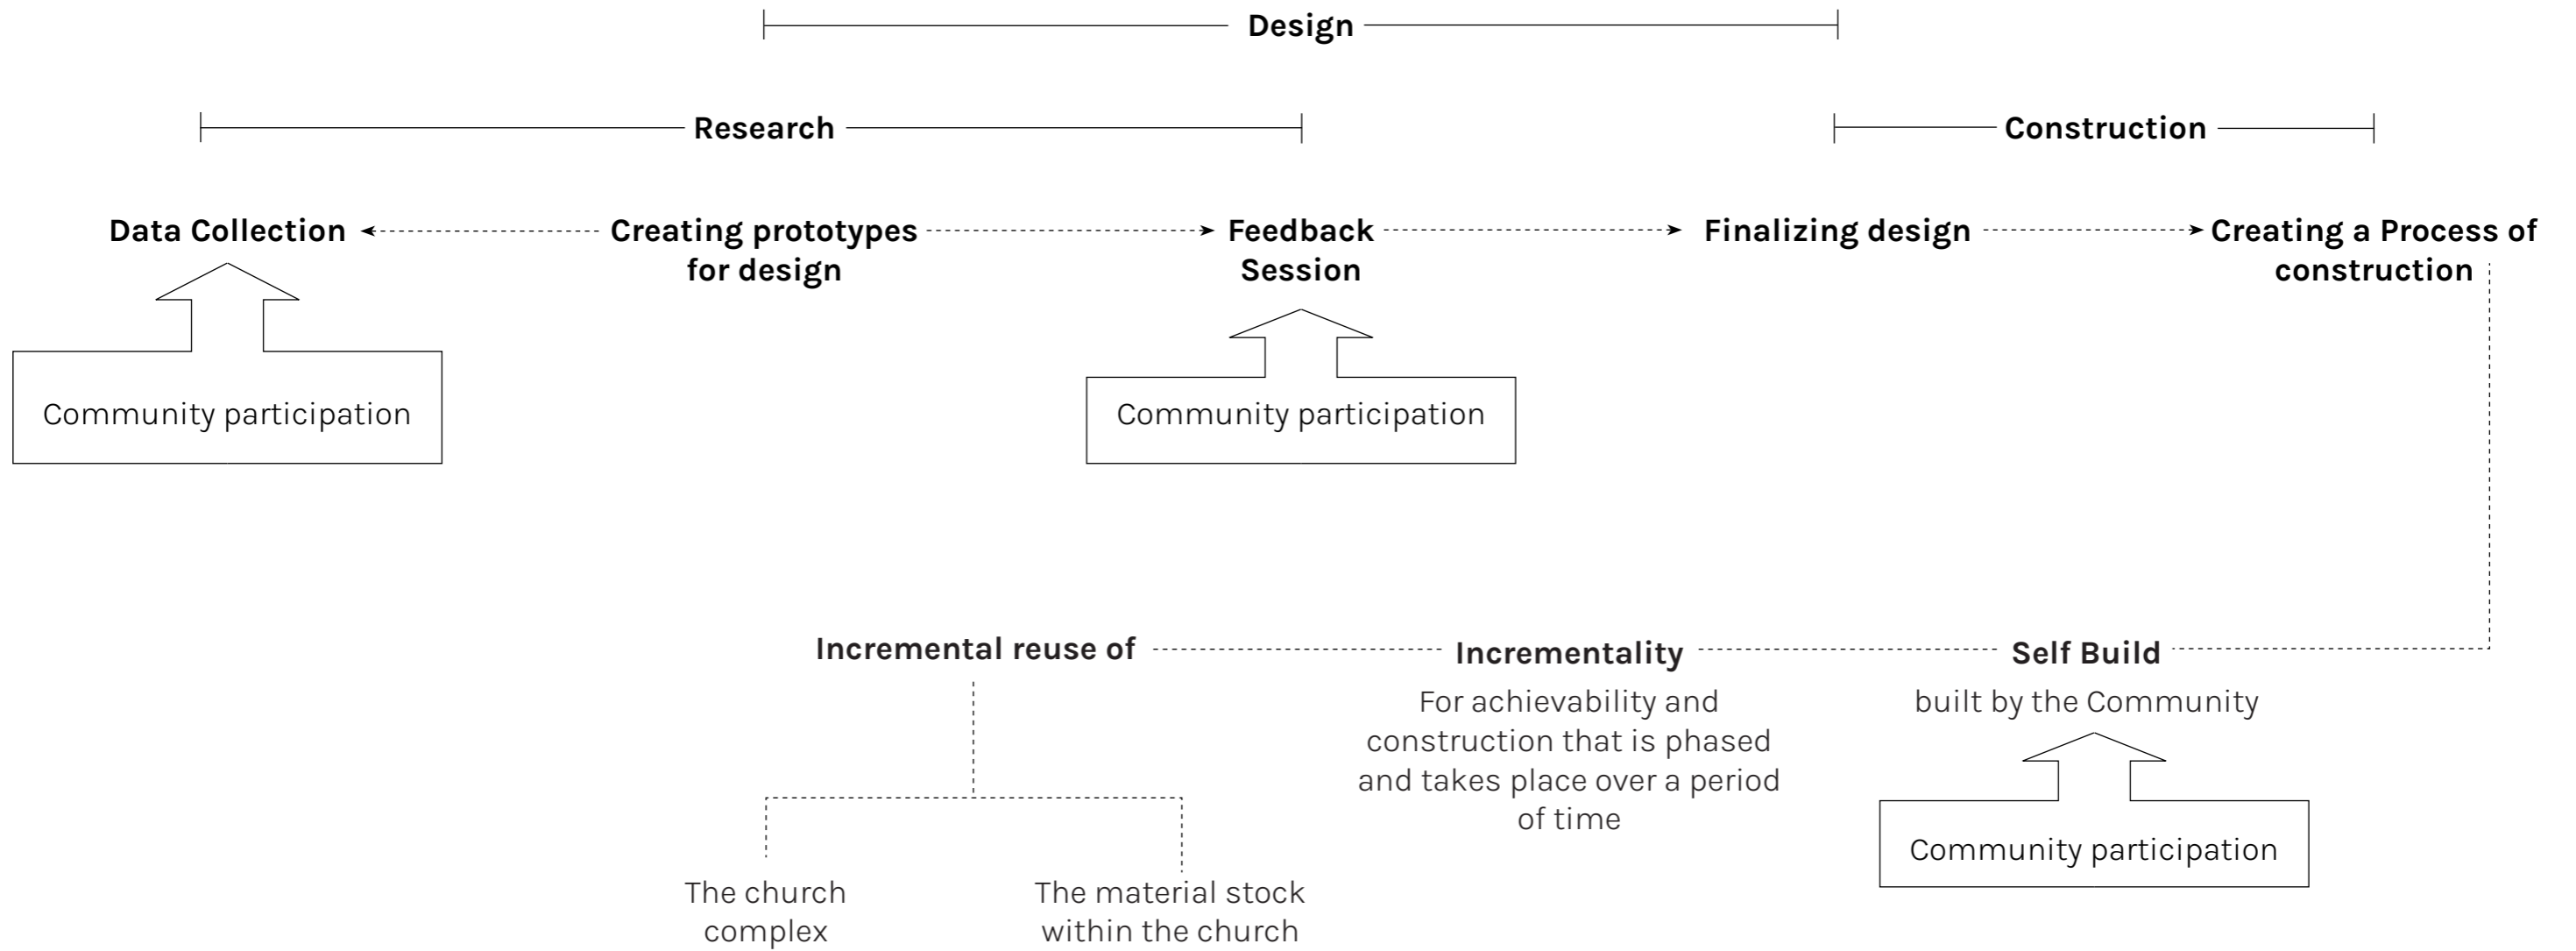 Design
Research
Construction
Data Collection
Creating prototypes
for design
Feedback
Session
Finalizing design
Creating a Process of
construction
Community participation
Community participation
Incremental reuse of
Incrementality
For achievability and
construction that is phased
and takes place over a period
of time
Self Build
built by the Community
Community participation
The church
complex
The material stock
within the church